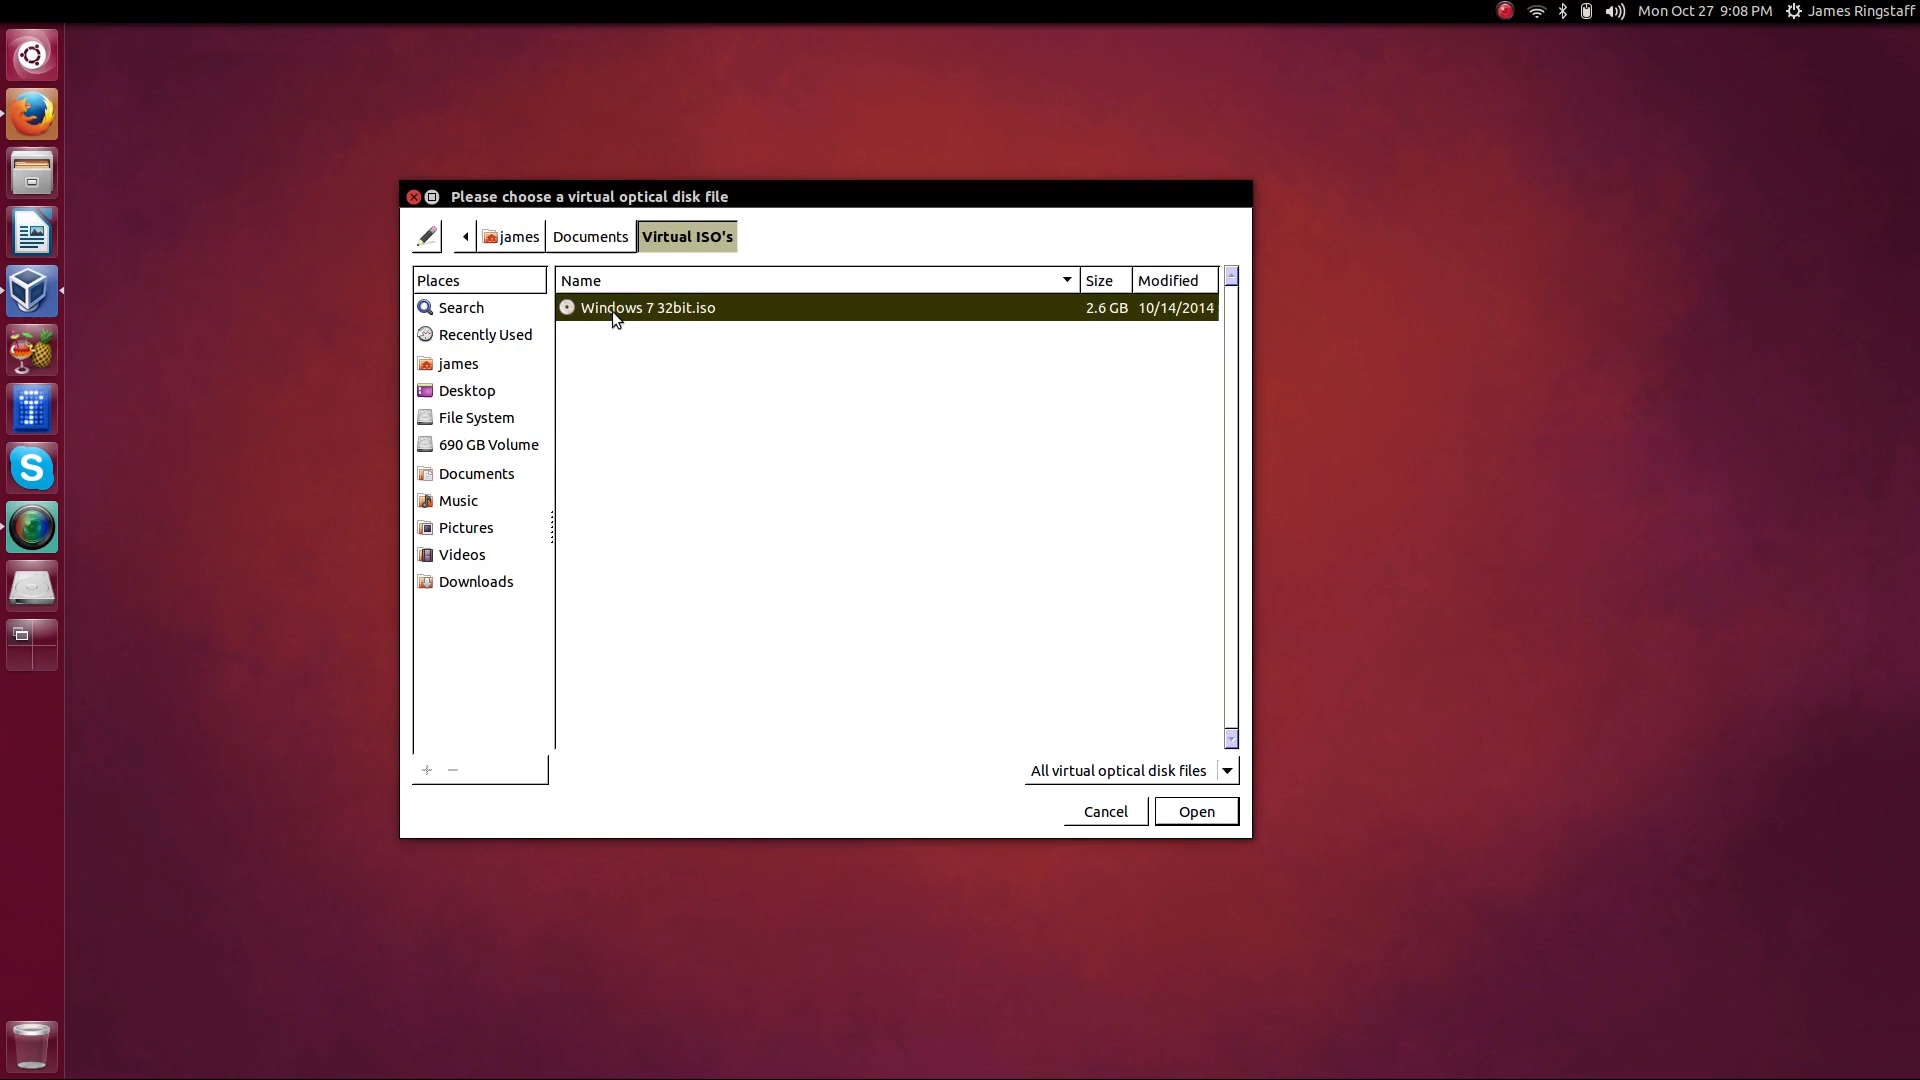 Mon Oct 27 9:08 PM James Ringstaff
Please choose a virtual optical disk file
james Documents Virtual ISO's
Places
Name Size Modified
Search
Windows 7 32bit.iso 2.6 GB 10/14/2014
Recently Used
james
Desktop
File System
690 GB Volume
Documents
Music
Pictures
Videos
Downloads
All virtual optical disk files
Cancel Open